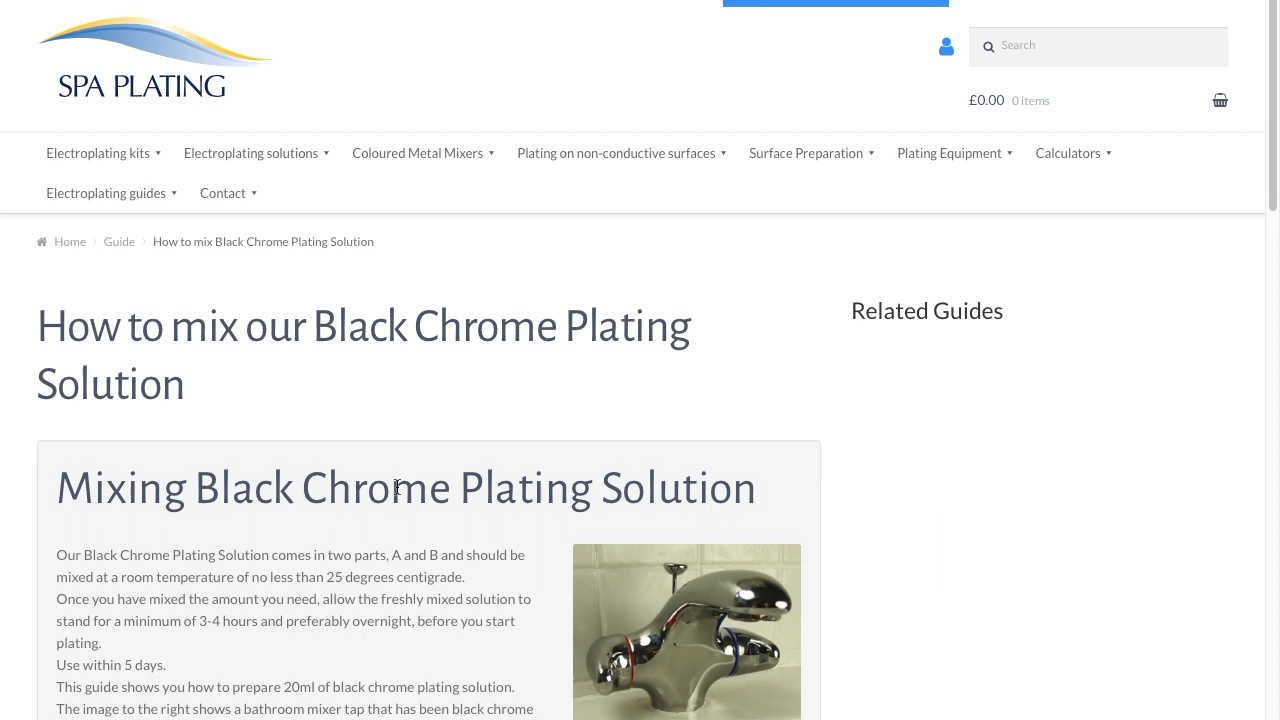 SPA PLATING
Search
£0.00 0 items
Electroplating kits Electroplating solutions Coloured Metal Mixers Plating on non-conductive surfaces Surface Preparation Plating Equipment Calculators
Electroplating guides Contact
Home Guide How to mix Black Chrome Plating Solution
How to mix our Black Chrome Plating
Solution
Related Guides
Mixing Black Chrome Plating Solution
Our Black Chrome Plating Solution comes in two parts, A and B and should be
mixed at a room temperature of no less than 25 degrees centigrade.
Once you have mixed the amount you need, allow the freshly mixed solution to
stand for a minimum of 3-4 hours and preferably overnight, before you start
plating.
Use within 5 days.
This guide shows you how to prepare 20ml of black chrome plating solution.
The image to the right shows a bathroom mixer tap that has been black chrome